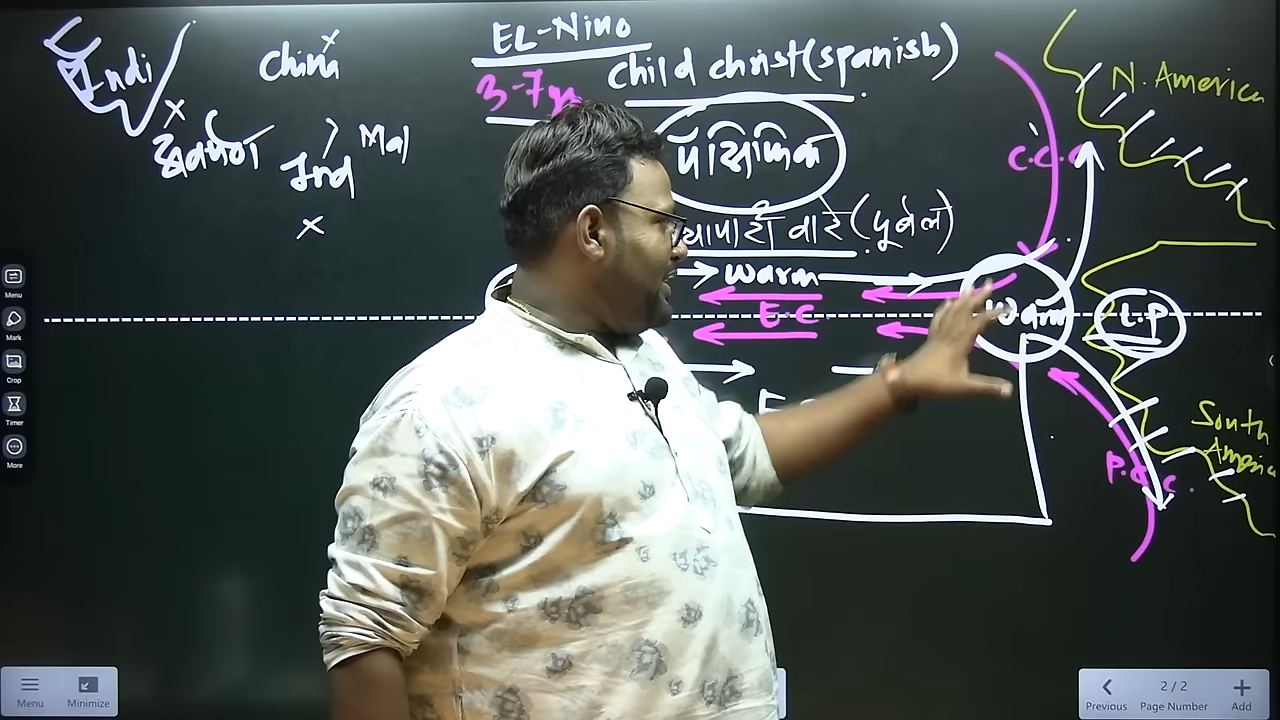 EL-Nino
child christ (spanish)
3-7y
Indi
China
Mal
Ind
पॅसिफिक
व्यापारी वारे (पूर्वेले)
warm
E.C
warm
L.P
N. America
C.C.C
South
America
P.C.C.
Menu
Mark
Crop
Timer
More
Menu
Minimize
Previous
2 / 2
Page Number
Add